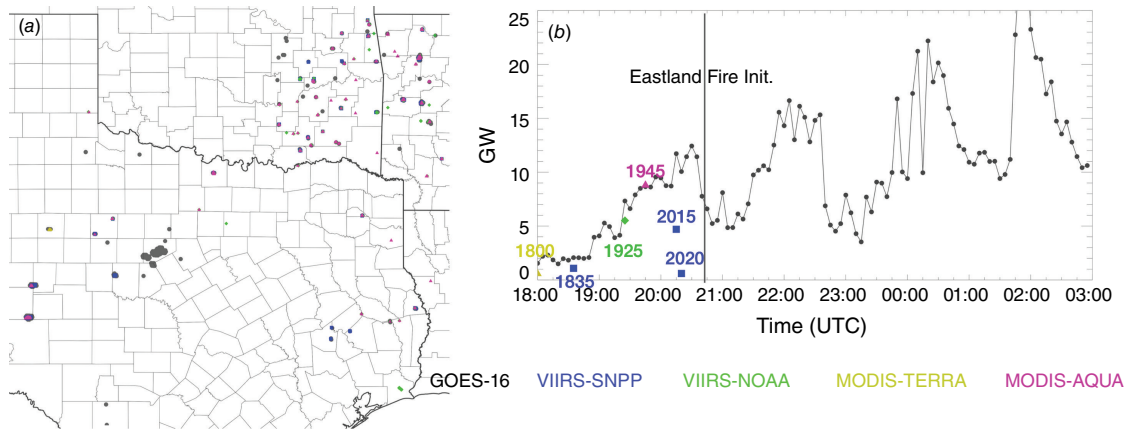 (a)
(b)
25
20
15
10
5
0
GW
Eastland Fire Init.
1945
2015
1800
1925
2020
1835
18:00 19:00 20:00 21:00 22:00 23:00 00:00 01:00 02:00 03:00
Time (UTC)
GOES-16 VIIRS-SNPP VIIRS-NOAA MODIS-TERRA MODIS-AQUA